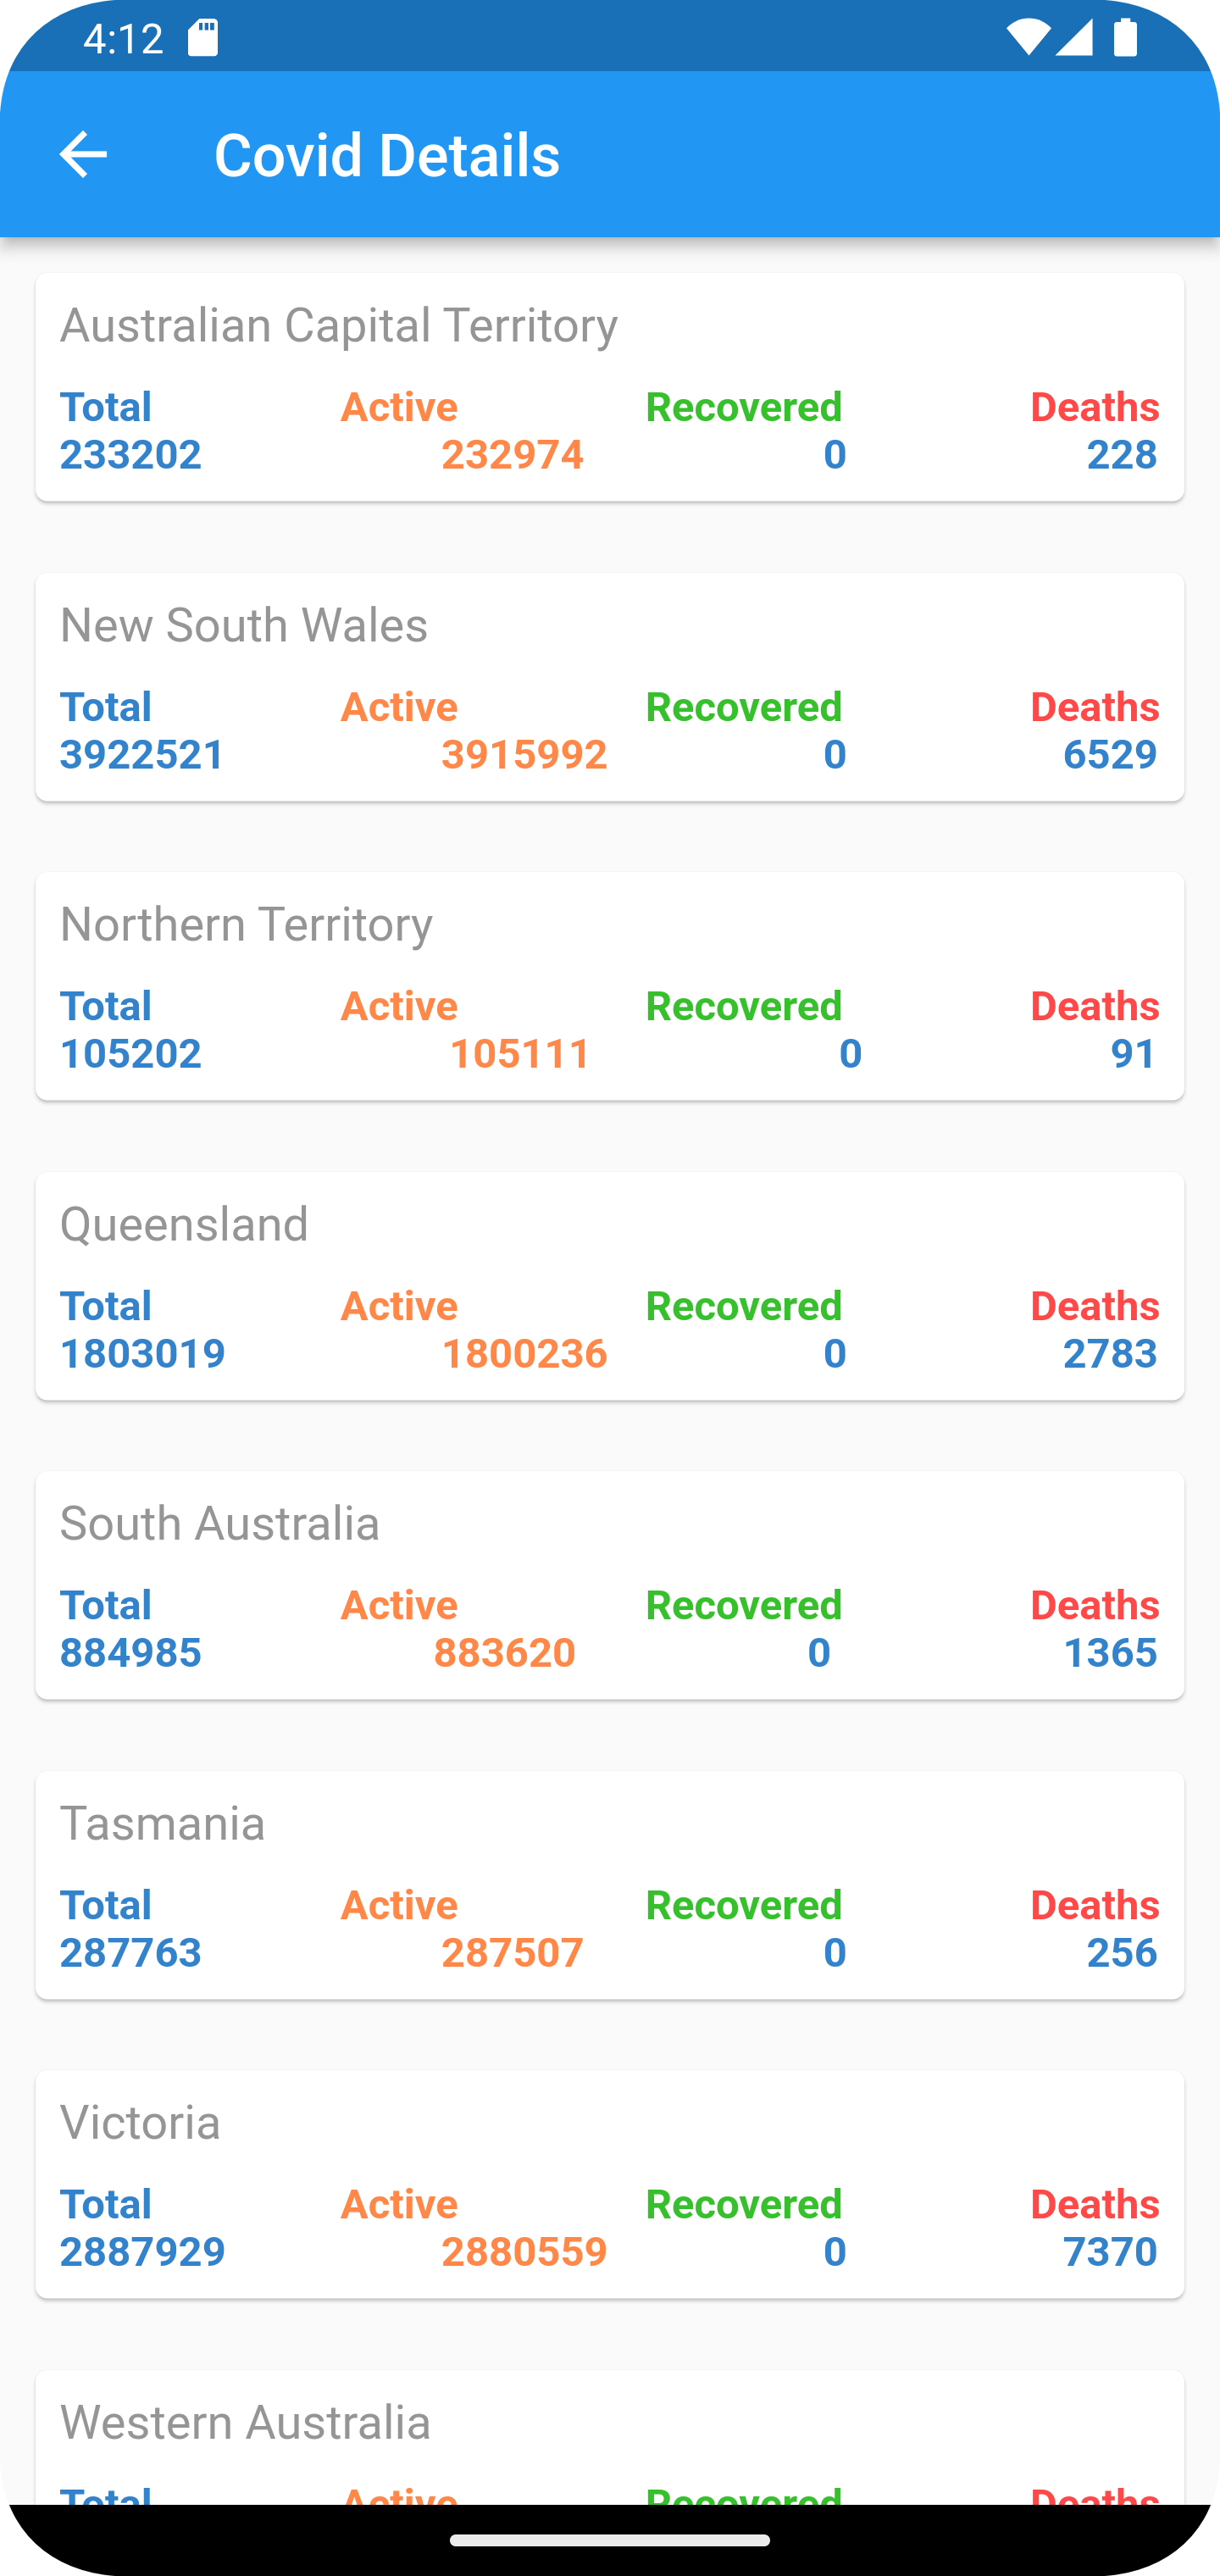 4:12
Covid Details
Australian Capital Territory
Total Active Recovered Deaths
233202 232974 0 228
New South Wales
Total Active Recovered Deaths
3922521 3915992 0 6529
Northern Territory
Total Active Recovered Deaths
105202 105111 0 91
Queensland
Total Active Recovered Deaths
1803019 1800236 0 2783
South Australia
Total Active Recovered Deaths
884985 883620 0 1365
Tasmania
Total Active Recovered Deaths
287763 287507 0 256
Victoria
Total Active Recovered Deaths
2887929 2880559 0 7370
Western Australia
Total Active Recovered Deaths